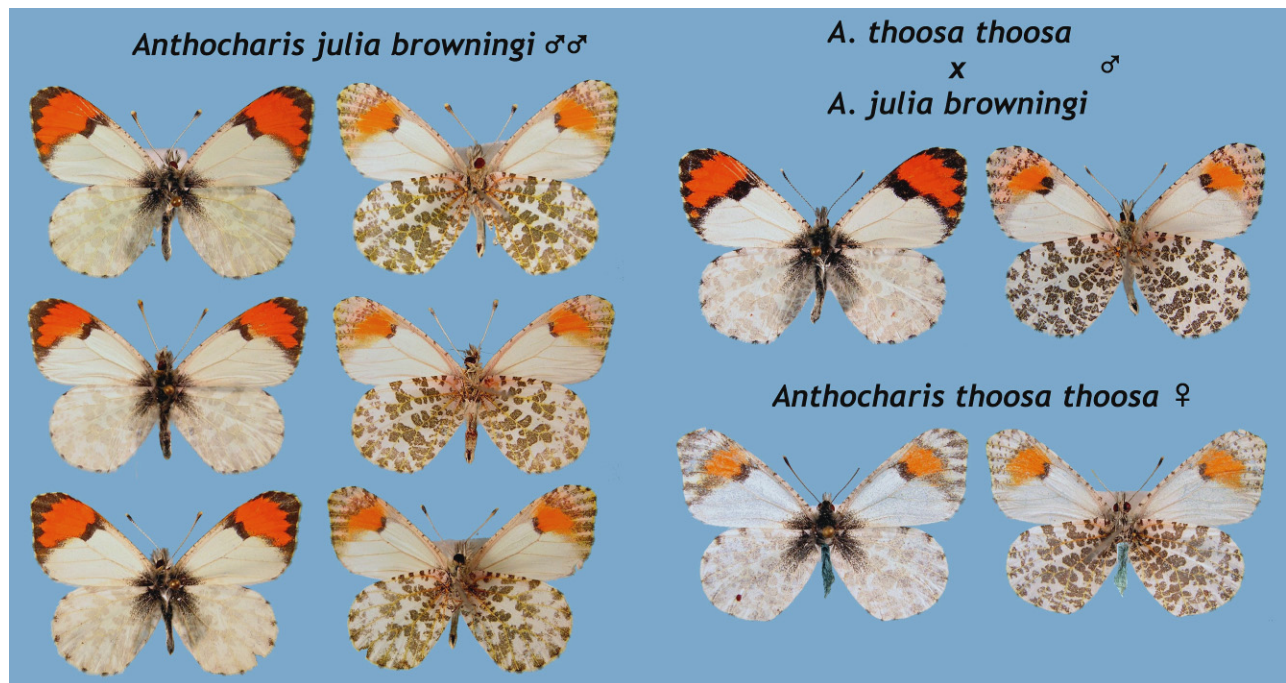 Anthocharis julia browningi ♂♂
A. thoosa thoosa
x ♂
A. julia browningi
Anthocharis thoosa thoosa ♀